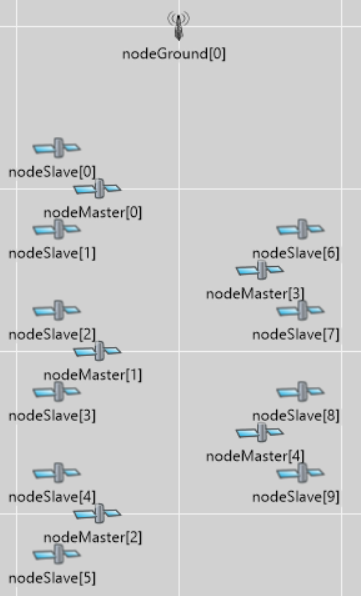 nodeGround[0]
nodeSlave[0]
nodeMaster[0]
nodeSlave[1]
nodeSlave[6]
nodeMaster[3]
nodeSlave[2]
nodeSlave[7]
nodeMaster[1]
nodeSlave[3]
nodeSlave[8]
nodeMaster[4]
nodeSlave[4]
nodeSlave[9]
nodeMaster[2]
nodeSlave[5]